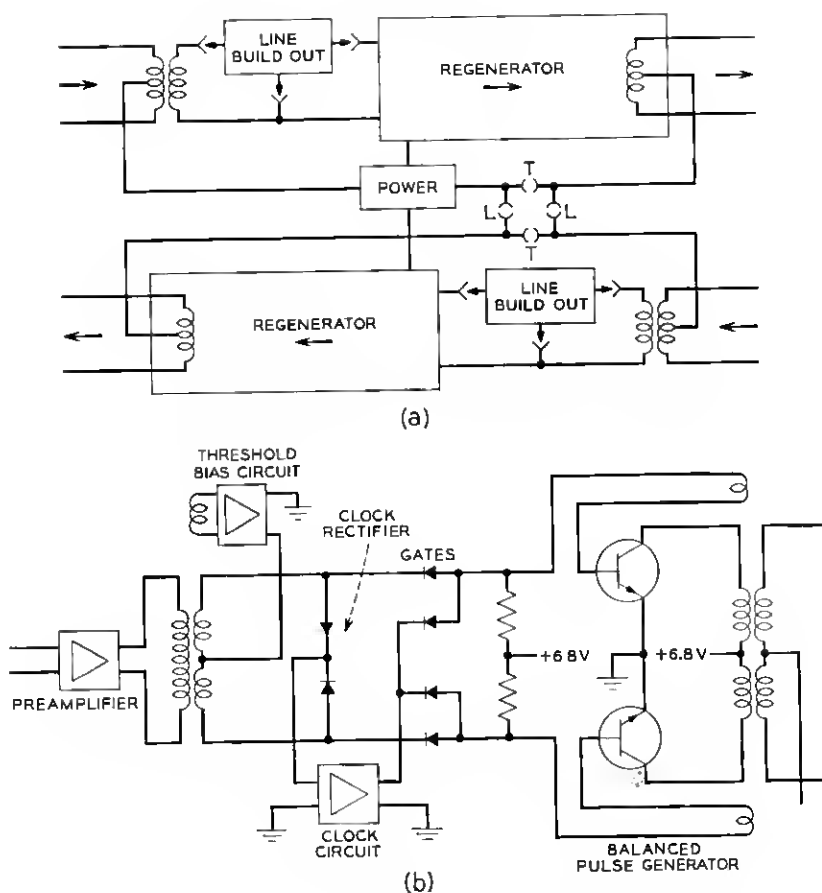 LINE
BUILD OUT
REGENERATOR
POWER
T
L
L
T
REGENERATOR
LINE
BUILD OUT
(a)
THRESHOLD
BIAS CIRCUIT
CLOCK
RECTIFIER
GATES
+6.8V
+6.8V
PREAMPLIFIER
CLOCK
CIRCUIT
BALANCED
PULSE GENERATOR
(b)